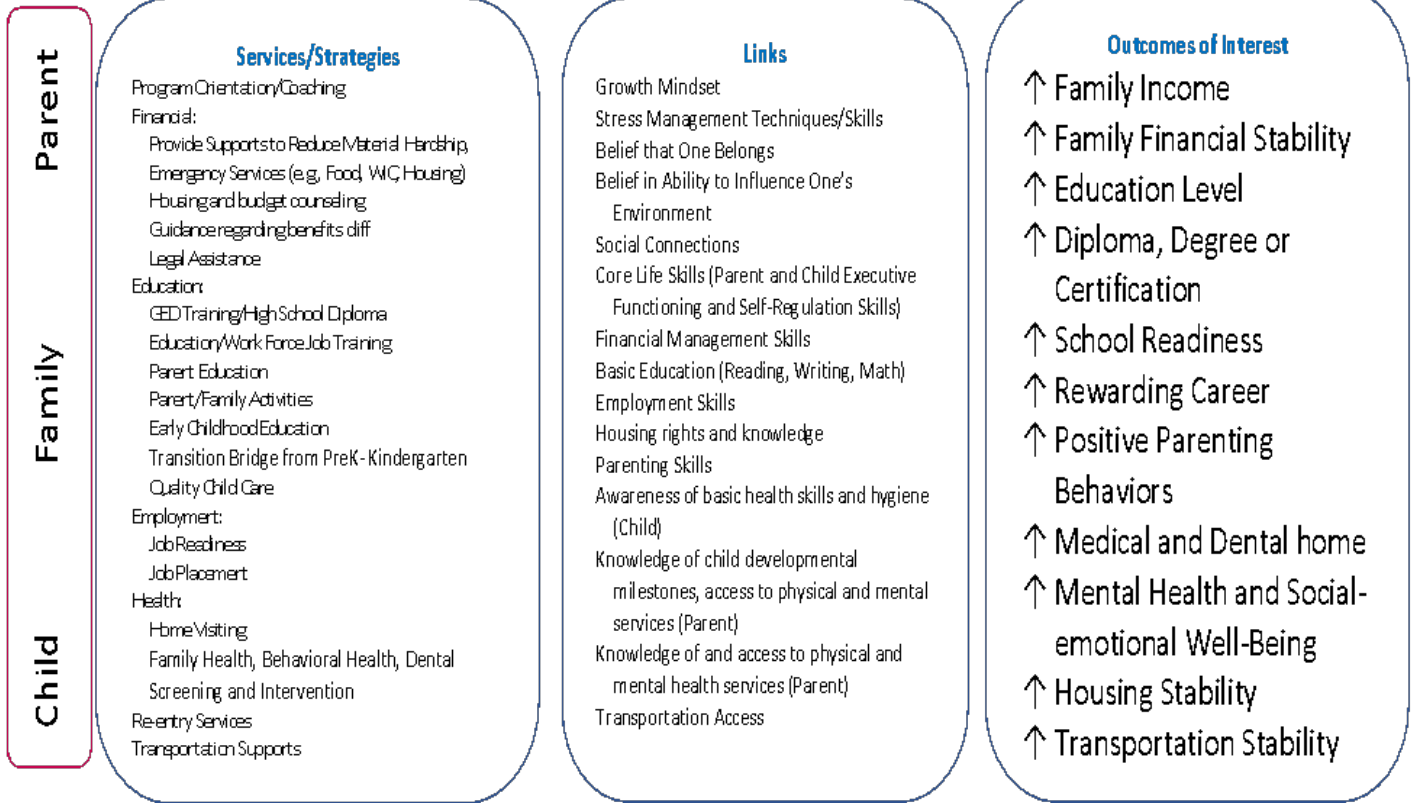 Parent
Family
Child
Services/Strategies
Program Orientation/Coaching
Financial:
Provide Supports to Reduce Material Hardship,
Emergency Services (e.g, Food, WIC, Housing)
Housing and budget counseling
Guidance regarding benefits cliff
Legal Assistance
Education:
GED Training/High School Diploma
Education/Work Force Job Training
Parent Education
Parent/Family Activities
Early Childhood Education
Transition Bridge from PreK-Kindergarten
Quality Child Care
Employment:
Job Readiness
Job Placement
Health:
Home Visiting
Family Health, Behavioral Health, Dental
Screening and Intervention
Re-entry Services
Transportation Supports
Links
Growth Mindset
Stress Management Techniques/Skills
Belief that One Belongs
Belief in Ability to Influence One's
Environment
Social Connections
Core Life Skills (Parent and Child Executive
Functioning and Self-Regulation Skills)
Financial Management Skills
Basic Education (Reading, Writing, Math)
Employment Skills
Housing rights and knowledge
Parenting Skills
Awareness of basic health skills and hygiene
(Child)
Knowledge of child developmental
milestones, access to physical and mental
services (Parent)
Knowledge of and access to physical and
mental health services (Parent)
Transportation Access
Outcomes of Interest
↑ Family Income
↑ Family Financial Stability
↑ Education Level
↑ Diploma, Degree or
Certification
↑ School Readiness
↑ Rewarding Career
↑ Positive Parenting
Behaviors
↑ Medical and Dental home
↑ Mental Health and Social-
emotional Well-Being
↑ Housing Stability
↑ Transportation Stability